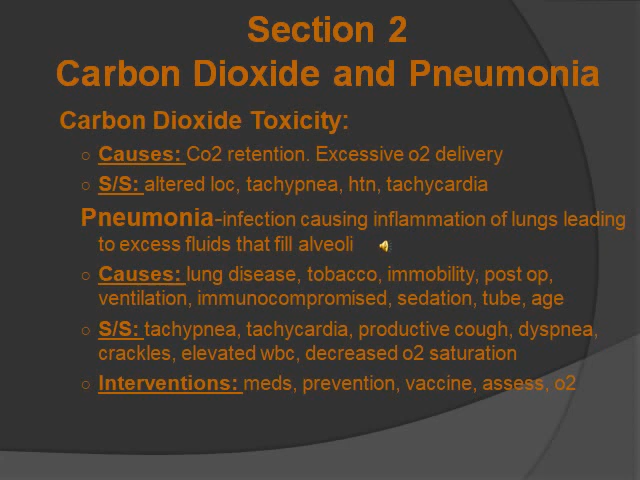 Section 2
Carbon Dioxide and Pneumonia
Carbon Dioxide Toxicity:
○ Causes: Co2 retention. Excessive o2 delivery
○ S/S: altered loc, tachypnea, htn, tachycardia
Pneumonia-infection causing inflammation of lungs leading
to excess fluids that fill alveoli
○ Causes: lung disease, tobacco, immobility, post op,
ventilation, immunocompromised, sedation, tube, age
○ S/S: tachypnea, tachycardia, productive cough, dyspnea,
crackles, elevated wbc, decreased o2 saturation
○ Interventions: meds, prevention, vaccine, assess, o2